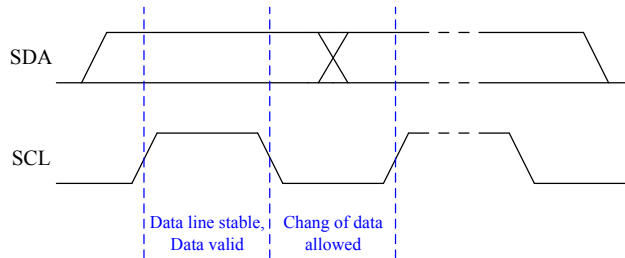 SDA
SCL
Data line stable,
Data valid
Chang of data
allowed